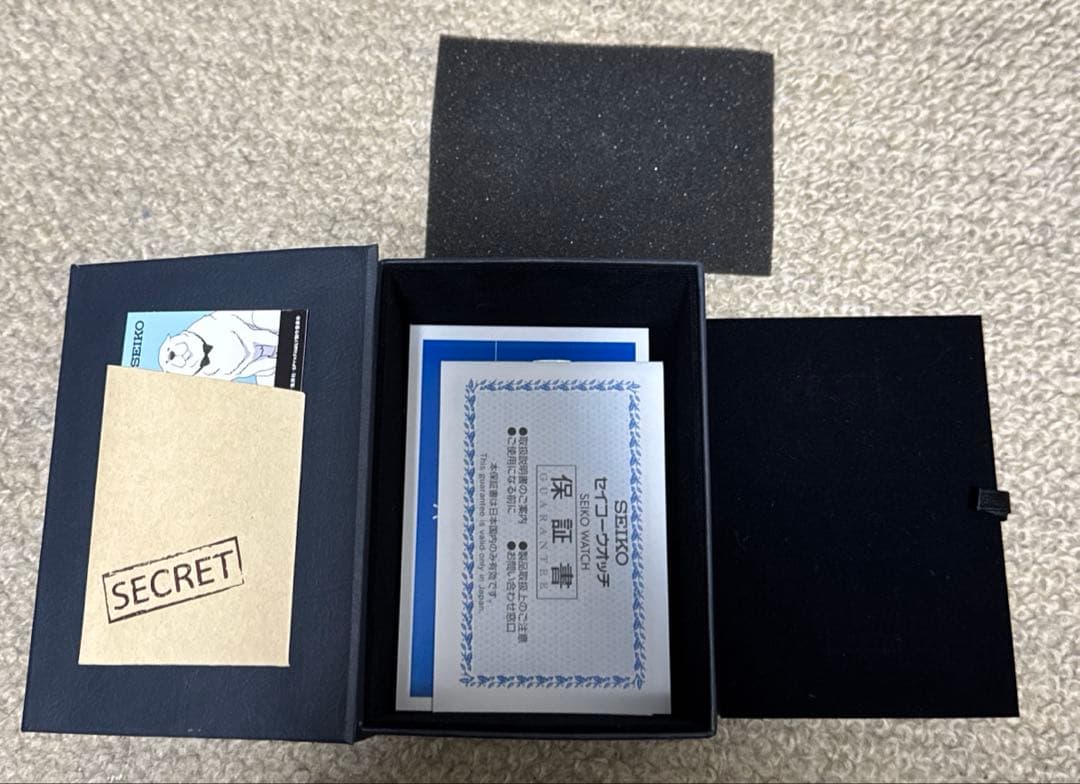 SEIKO
SECRET
SEIKO
セイコーウオッチ
SEIKO WATCH
保証書
GUARANTEE
●取扱説明書のご案内 ●製品取扱上のご注意
●ご使用になる前に ●お問い合わせ窓口
本保証書は日本国内のみ有効です。
This guarantee is valid only in Japan.